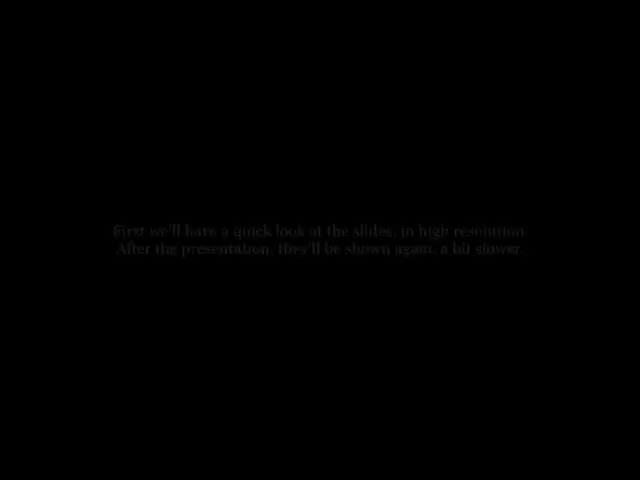 First we'll have a quick look at the slides, in high resolution.
After the presentation, they'll be shown again, a bit slower.